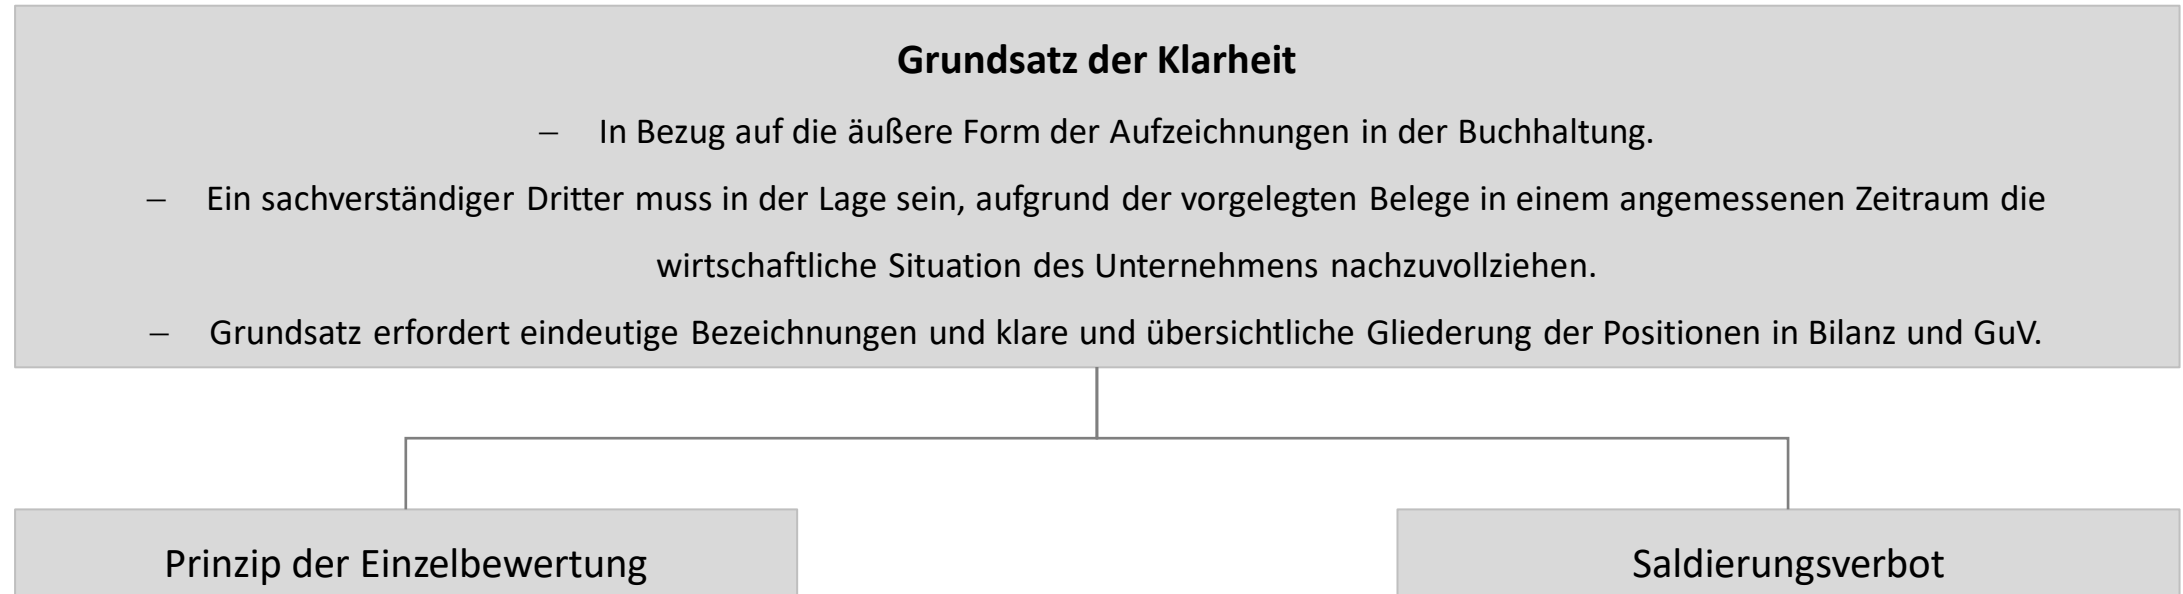 Grundsatz der Klarheit
– In Bezug auf die äußere Form der Aufzeichnungen in der Buchhaltung.
– Ein sachverständiger Dritter muss in der Lage sein, aufgrund der vorgelegten Belege in einem angemessenen Zeitraum die
wirtschaftliche Situation des Unternehmens nachzuvollziehen.
– Grundsatz erfordert eindeutige Bezeichnungen und klare und übersichtliche Gliederung der Positionen in Bilanz und GuV.
Prinzip der Einzelbewertung
Saldierungsverbot